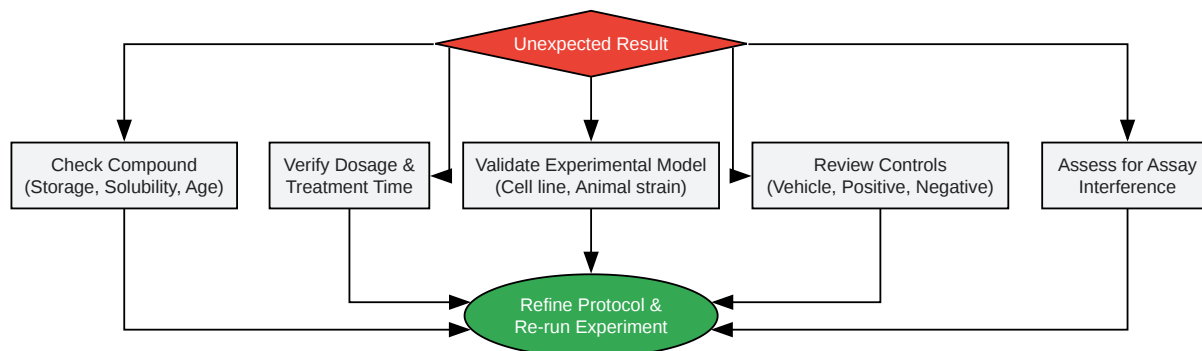 Unexpected Result
Check Compound
(Storage, Solubility, Age)
Verify Dosage &
Treatment Time
Validate Experimental Model
(Cell line, Animal strain)
Review Controls
(Vehicle, Positive, Negative)
Assess for Assay
Interference
Refine Protocol &
Re-run Experiment